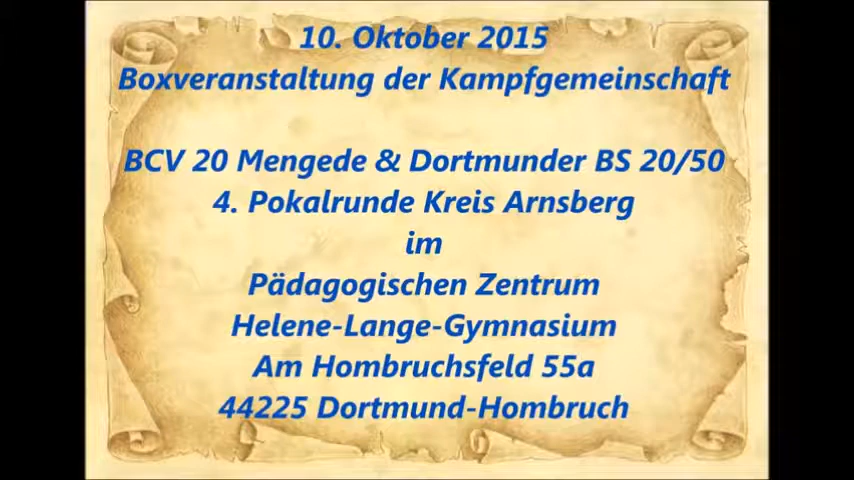 10. Oktober 2015
Boxveranstaltung der Kampfgemeinschaft
BCV 20 Mengede & Dortmunder BS 20/50
4. Pokalrunde Kreis Arnsberg
im
Pädagogischen Zentrum
Helene-Lange-Gymnasium
Am Hombruchsfeld 55a
44225 Dortmund-Hombruch